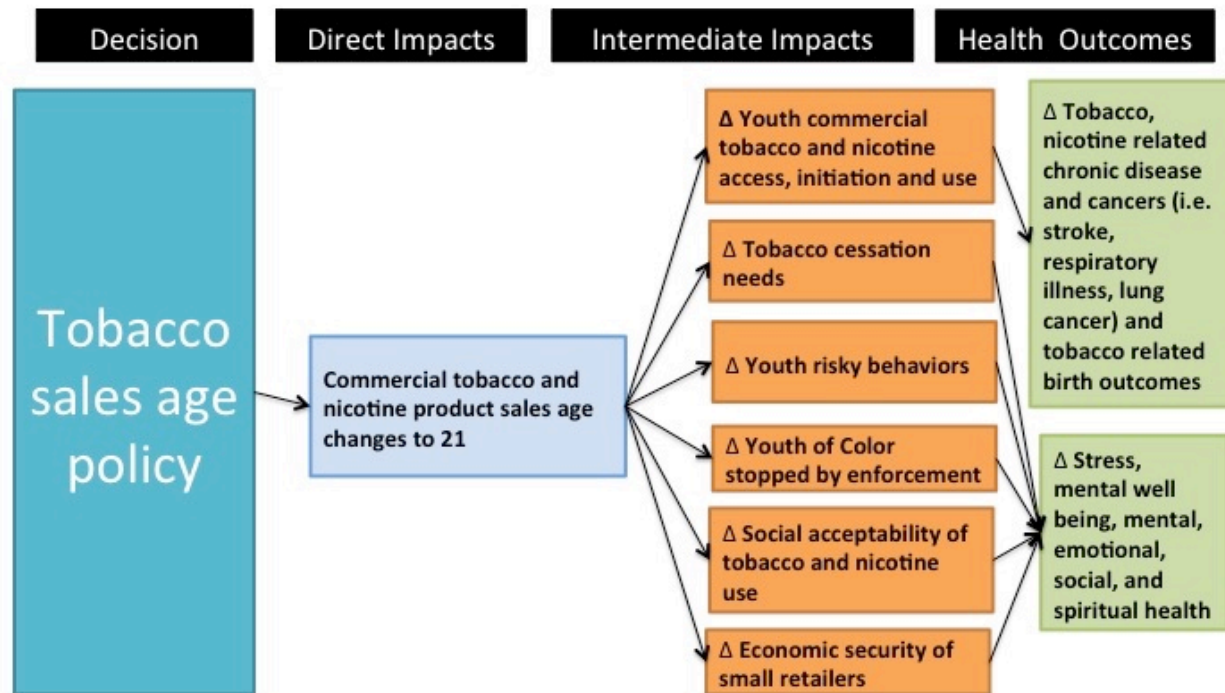 Decision
Direct Impacts
Intermediate Impacts
Health Outcomes
Tobacco
sales age
policy
Commercial tobacco and
nicotine product sales age
changes to 21
Δ Youth commercial
tobacco and nicotine
access, initiation and use
Δ Tobacco cessation
needs
Δ Youth risky behaviors
Δ Youth of Color
stopped by enforcement
Δ Social acceptability of
tobacco and nicotine
use
Δ Economic security of
small retailers
Δ Tobacco,
nicotine related
chronic disease
and cancers (i.e.
stroke,
respiratory
illness, lung
cancer) and
tobacco related
birth outcomes
Δ Stress,
mental well
being, mental,
emotional,
social, and
spiritual health